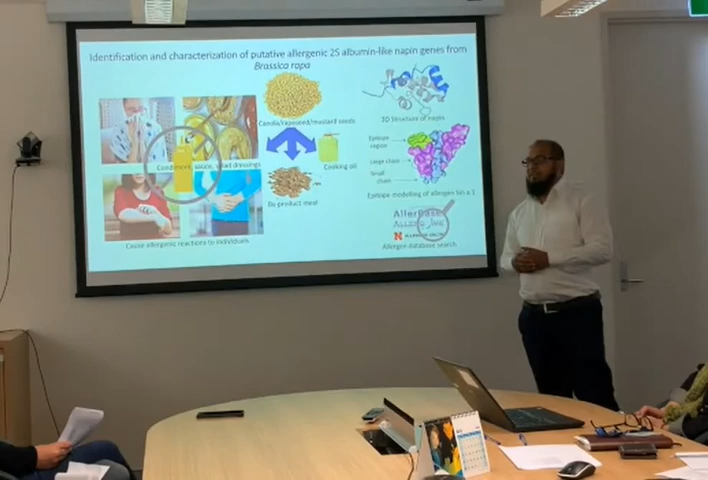 Identification and characterization of putative allergenic 2S albumin-like napin genes from
Brassica rapa
Canola/rapeseed/mustard seeds
Condiment, sauce, salad dressings
Cooking oil
By-product meal
Cause allergenic reactions to individuals
3D Structure of napin
Epitope
region
Large chain
Small
chain
Epitope modelling of allergen Sin a 1
AllerBase
Allergen database search